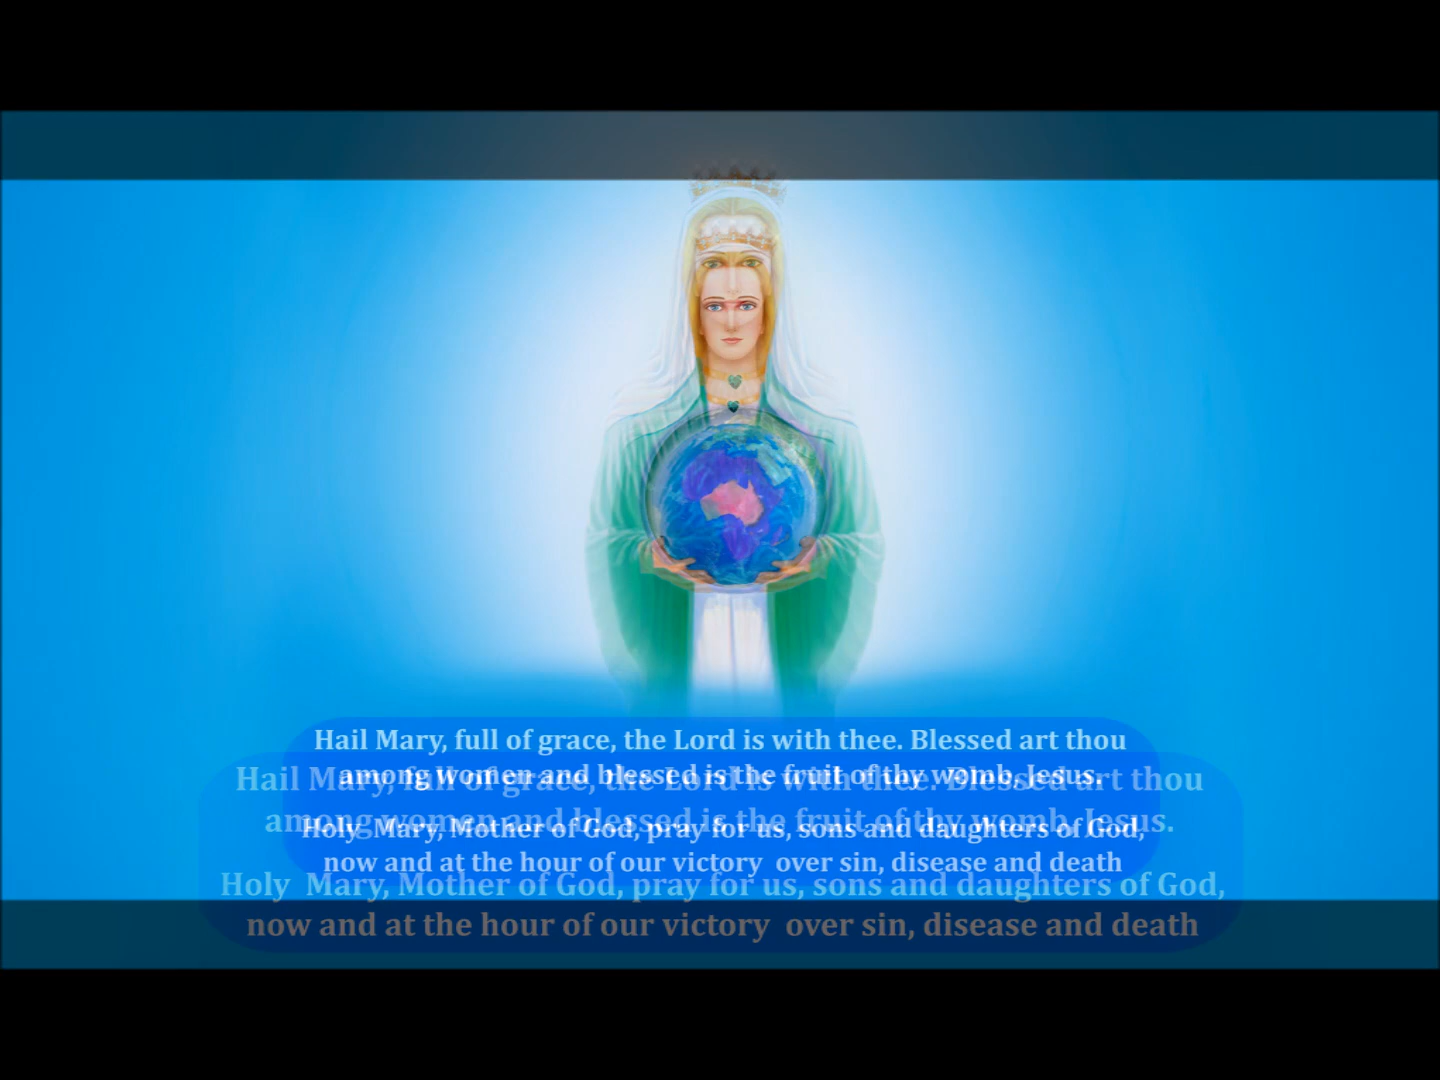 Hail Mary, full of grace, the Lord is with thee. Blessed art thou
among women and blessed is the fruit of thy womb, Jesus.
Holy Mary, Mother of God, pray for us, sons and daughters of God,
now and at the hour of our victory over sin, disease and death
Hail Mary, full of grace, the Lord is with thee. Blessed art thou
among women and blessed is the fruit of thy womb, Jesus.
Holy Mary, Mother of God, pray for us, sons and daughters of God,
now and at the hour of our victory over sin, disease and death